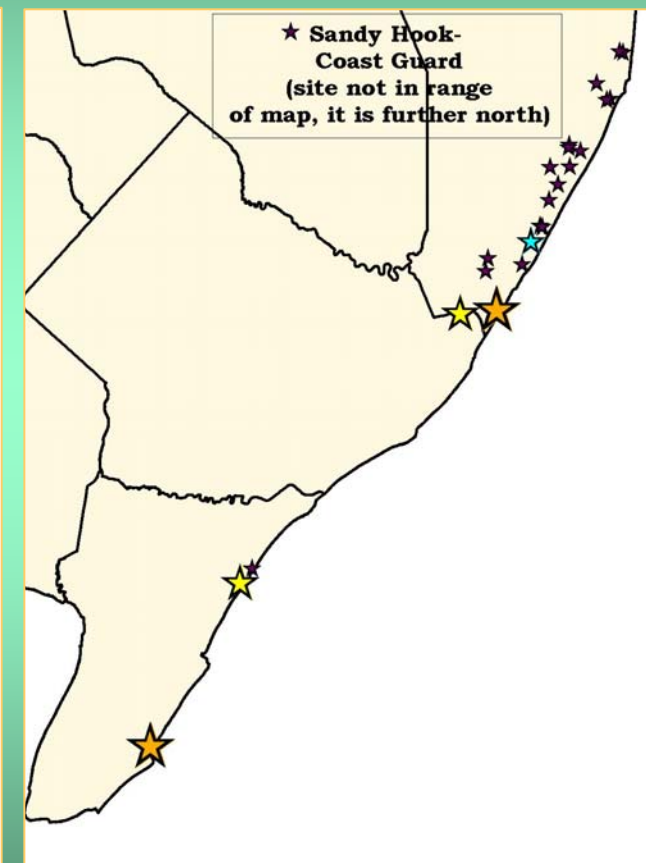 Sandy Hook-
Coast Guard
(site not in range
of map, it is further north)